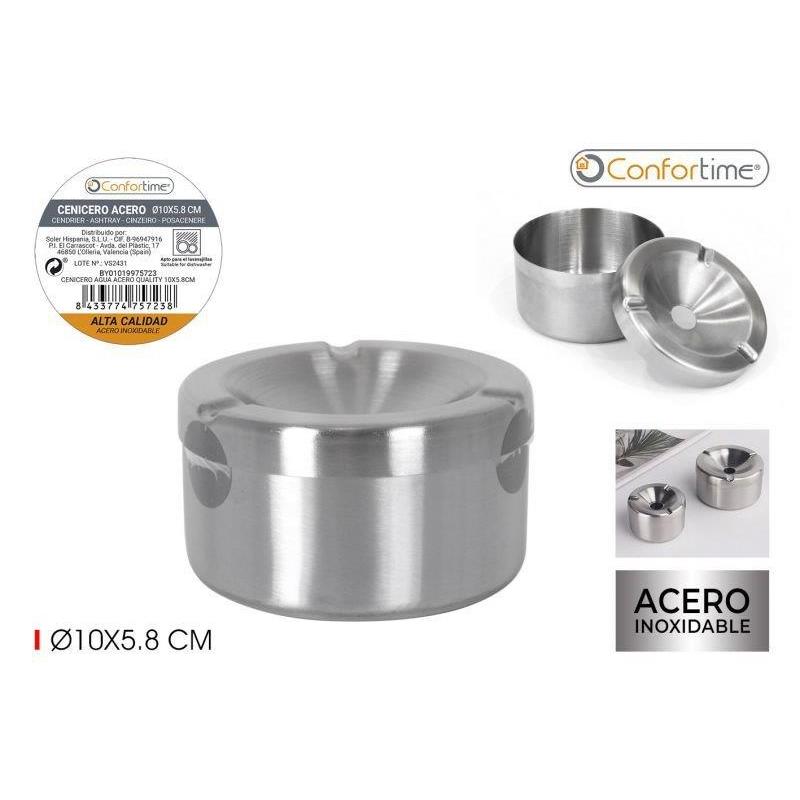 Confortime®
CENICERO ACERO Ø10X5.8 CM
CENDRIER - ASHTRAY - CINZEIRO - POSACENERE
Distribuido por:
Soler Hispania, S.L.U. - CIF. B-96947916
P.I. El Carrascot - Avda. del Plàstic, 17
46850 L'Olleria, Valencia (Spain)
LOTE Nº.: VS2431
Apto para el lavavajillas
Suitable for dishwasher
BY01019975723
CENICERO AGUA ACERO QUALITY 10X5.8CM
8 433774 757238
ALTA CALIDAD
ACERO INOXIDABLE
Confortime®
ACERO
INOXIDABLE
Ø10X5.8 CM